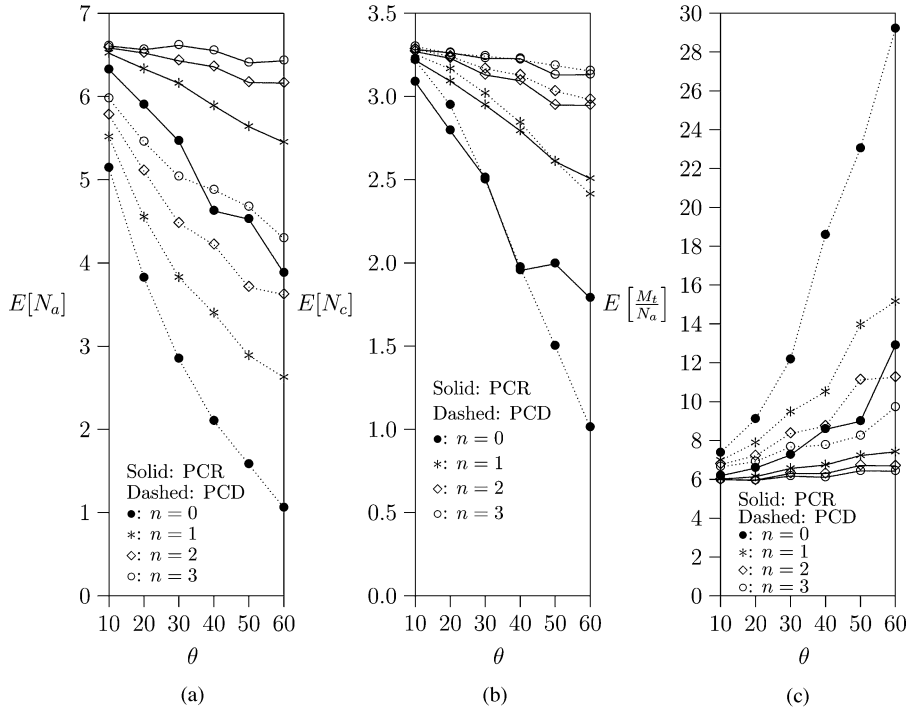 7
6
5
4
3
2
1
0
E[N_a]
Solid: PCR
Dashed: PCD
●: n = 0
∗: n = 1
◇: n = 2
○: n = 3
10 20 30 40 50 60
θ
(a)
3.5
3.0
2.5
2.0
1.5
1.0
0.5
0.0
E[N_c]
Solid: PCR
Dashed: PCD
●: n = 0
∗: n = 1
◇: n = 2
○: n = 3
10 20 30 40 50 60
θ
(b)
30
28
26
24
22
20
18
16
14
12
10
8
6
4
2
0
E[M_t/N_a]
Solid: PCR
Dashed: PCD
●: n = 0
∗: n = 1
◇: n = 2
○: n = 3
10 20 30 40 50 60
θ
(c)